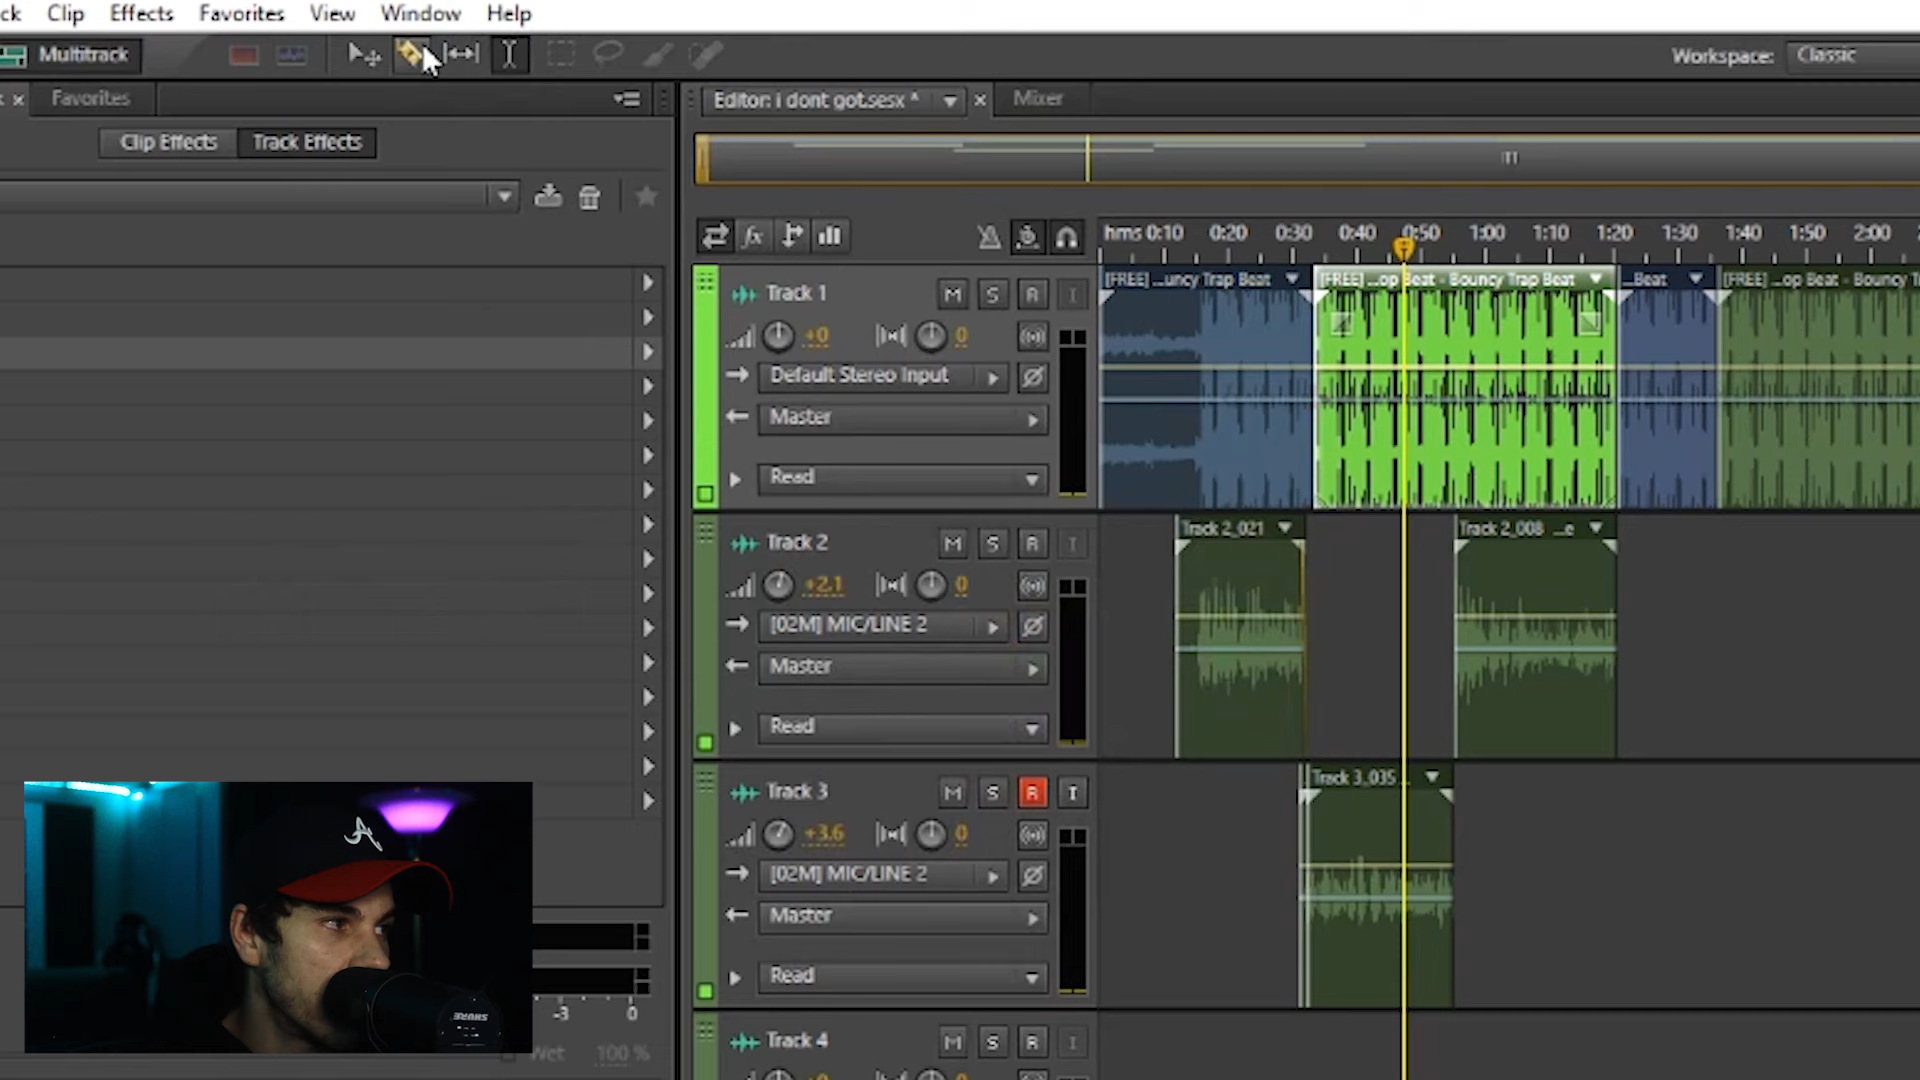 ck Clip Effects Favorites View Window Help
Multitrack
Workspace: Classic
Favorites
Editor: i dont got.sesx *
Mixer
Clip Effects Track Effects
fx
hms 0:10 0:20 0:30 0:40 0:50 1:00 1:10 1:20 1:30 1:40 1:50 2:00
Track 1 M S R I
[FREE] ...uncy Trap Beat
[FREE] ...op Beat - Bouncy Trap Beat
...Beat
[FREE] ...op Beat - Bouncy T
+0 0
Default Stereo Input
Master
Read
Track 2 M S R I
Track 2_021
Track 2_008 ...e
+2.1 0
[02M] MIC/LINE 2
Master
Read
Track 3 M S R I
Track 3_035 ...
+3.6 0
[02M] MIC/LINE 2
Master
Read
A
SHURE
-3 0
Wet 100 %
Track 4 M S R I
+0 0